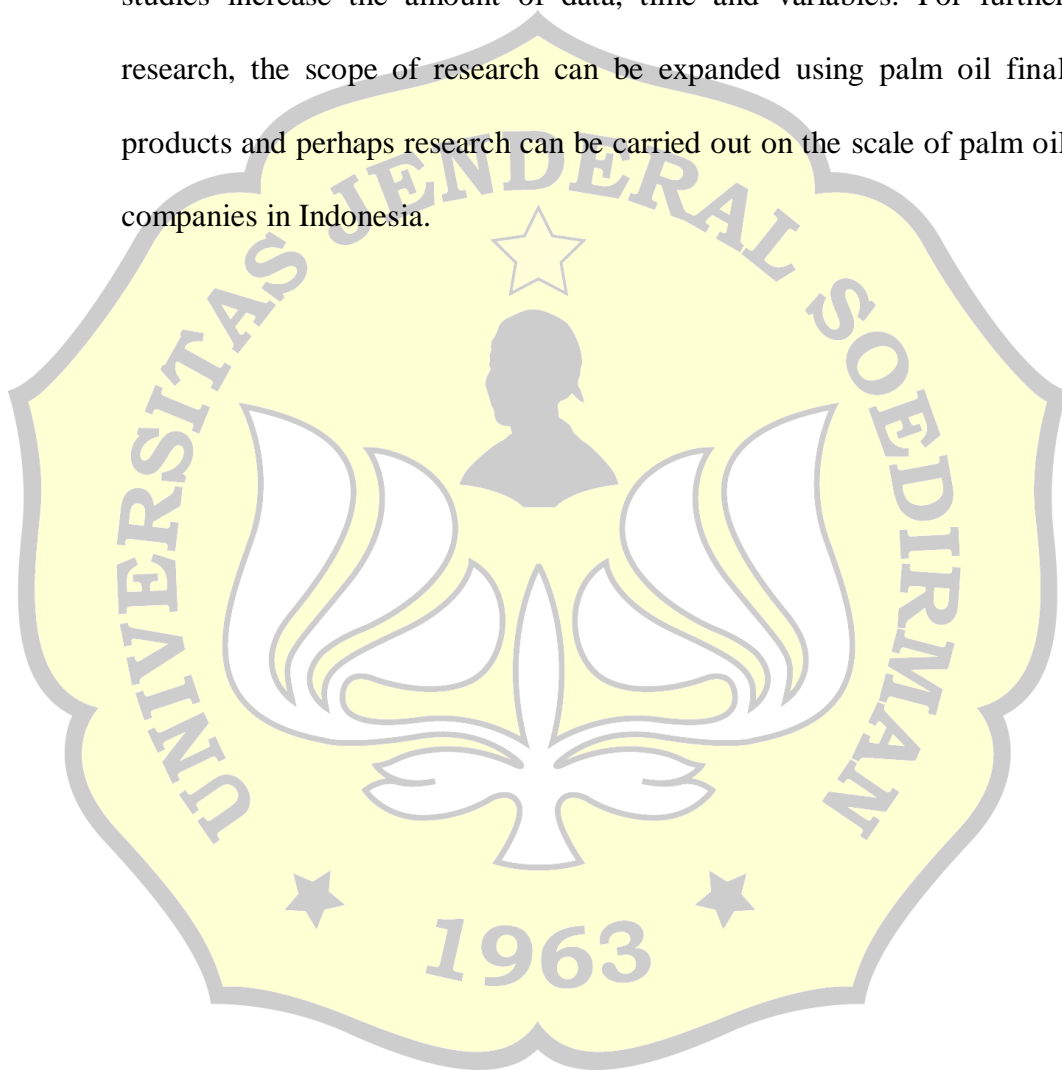 studies increase the amount of data, time and variables. For further
research, the scope of research can be expanded using palm oil final
products and perhaps research can be carried out on the scale of palm oil
companies in Indonesia.
UNIVERSITAS JENDERAL SOEDIRMAN
1963